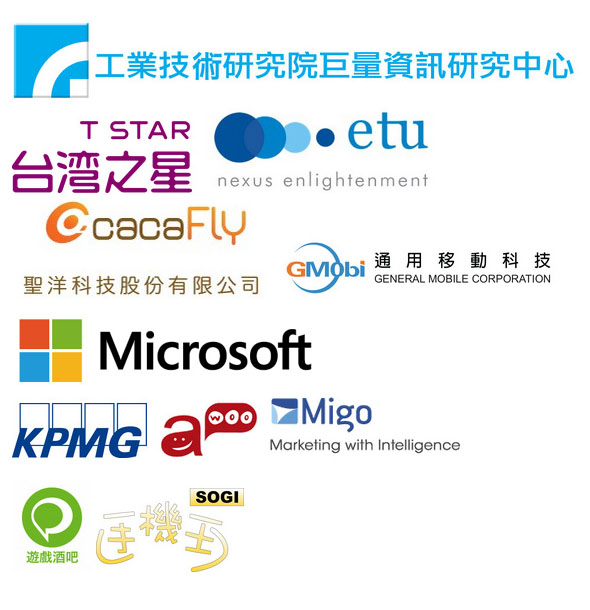 工業技術研究院巨量資訊研究中心
T STAR
台湾之星
etu
nexus enlightenment
cacaFly
聖洋科技股份有限公司
GMobi
通用移動科技
GENERAL MOBILE CORPORATION
Microsoft
KPMG
awoo
Migo
Marketing with Intelligence
遊戲酒吧
SOGI
手機王